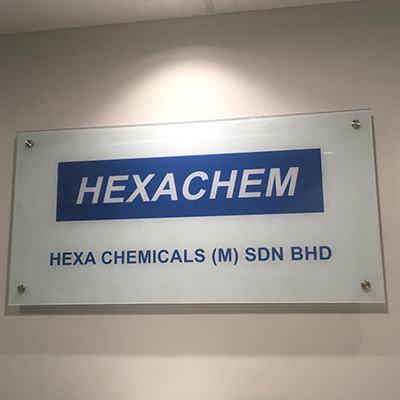 HEXACHEM
HEXA CHEMICALS (M) SDN BHD